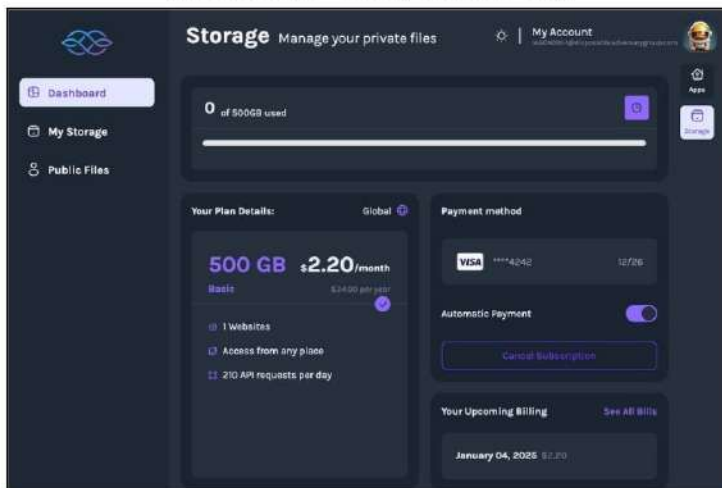 Storage Manage your private files
My Account
Dashboard
My Storage
Public Files
Apps
Storage
0 of 500GB used
Your Plan Details:
Global
500 GB $2.20/month
Basic
per year
1 Websites
Access from any place
210 API requests per day
Payment method
VISA ****4242 12/26
Automatic Payment
Cancel Subscription
Your Upcoming Billing See All Bills
January 04, 2025 $2.20